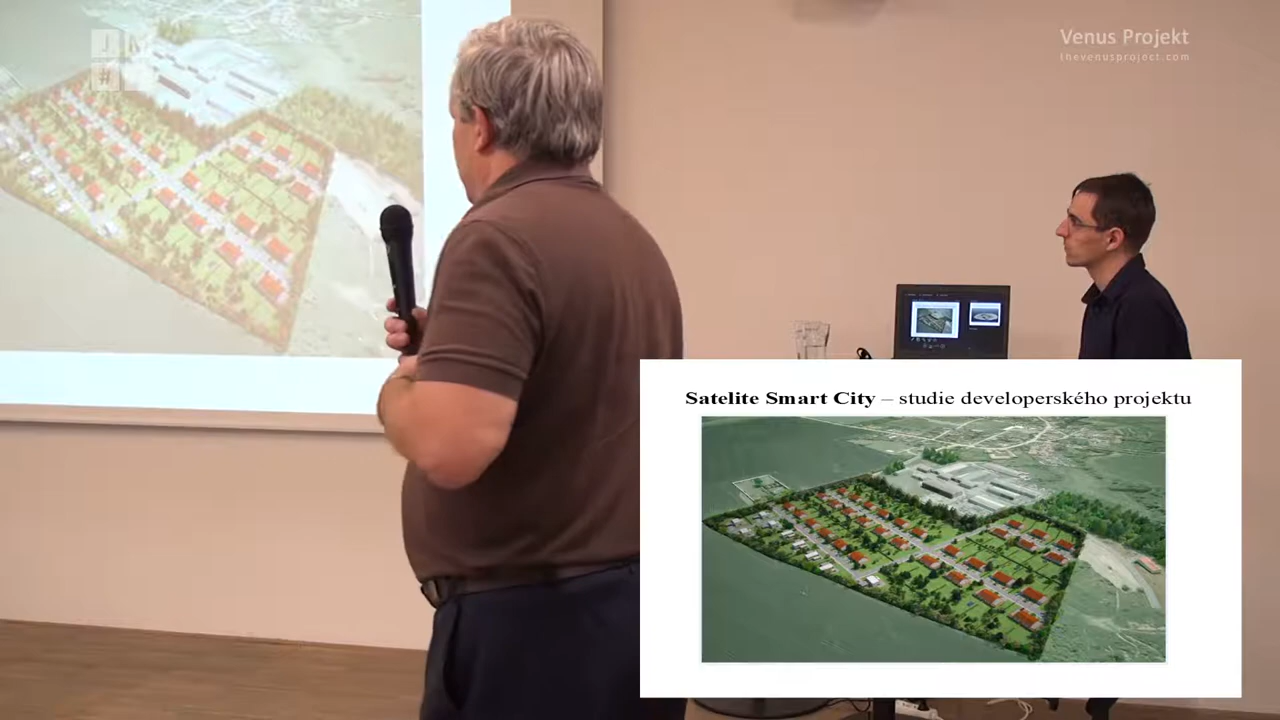 Venus Projekt
thevenusproject.com
Satelite Smart City – studie developerského projektu